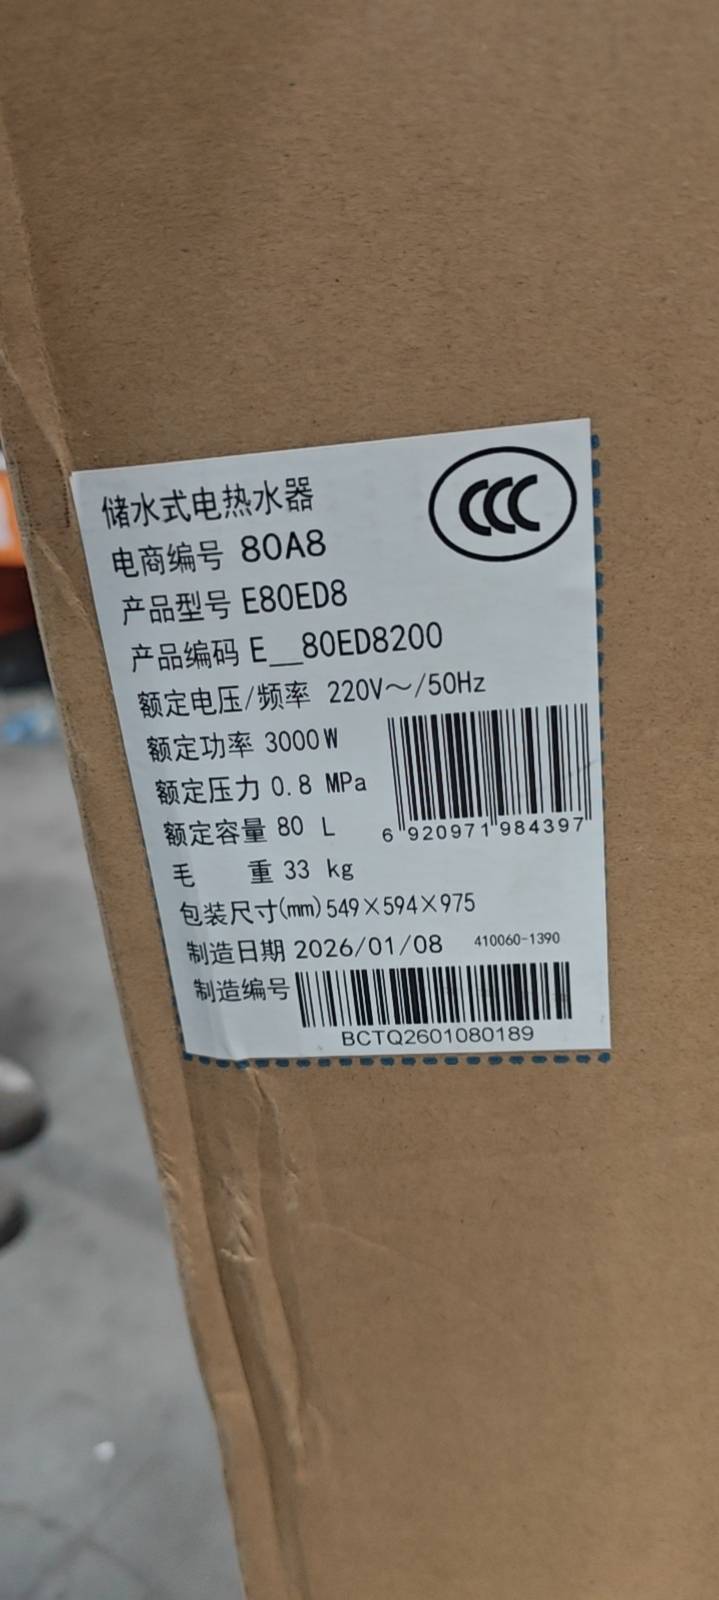 CCC
储水式电热水器
电商编号 80A8
产品型号 E80ED8
产品编码 E__80ED8200
额定电压/频率 220V～/50Hz
额定功率 3000W
额定压力 0.8 MPa
额定容量 80 L
6 920971 984397
毛 重 33 kg
包装尺寸(mm)549×594×975
制造日期 2026/01/08 410060-1390
制造编号
BCTQ2601080189